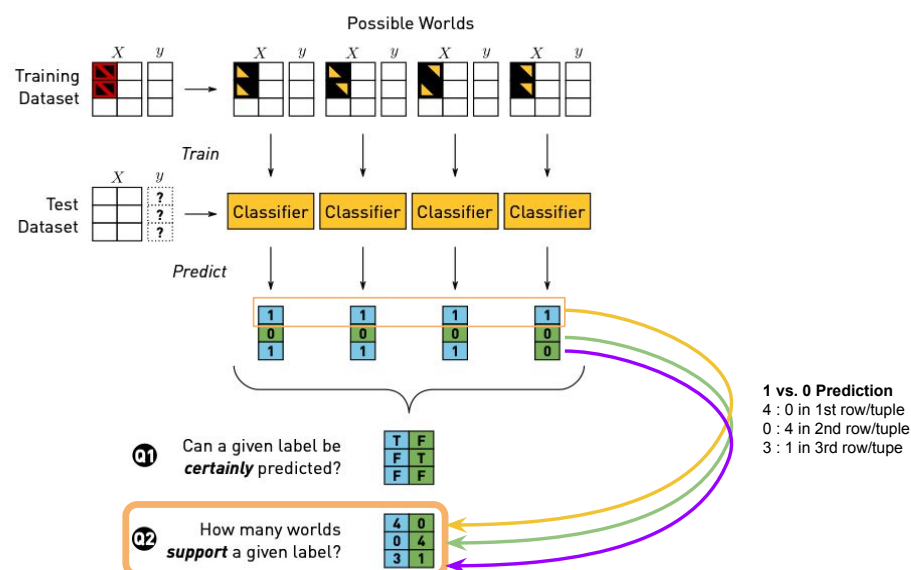 Possible Worlds
X y X y X y X y X y
Training
Dataset
Train
X y
Test
Dataset
?
?
?
Classifier Classifier Classifier Classifier
Predict
1 1 1 1
0 0 0 0
1 1 1 0
1 vs. 0 Prediction
4 : 0 in 1st row/tuple
0 : 4 in 2nd row/tuple
3 : 1 in 3rd row/tupe
Q1 Can a given label be
certainly predicted?
T F
F T
F F
Q2 How many worlds
support a given label?
4 0
0 4
3 1